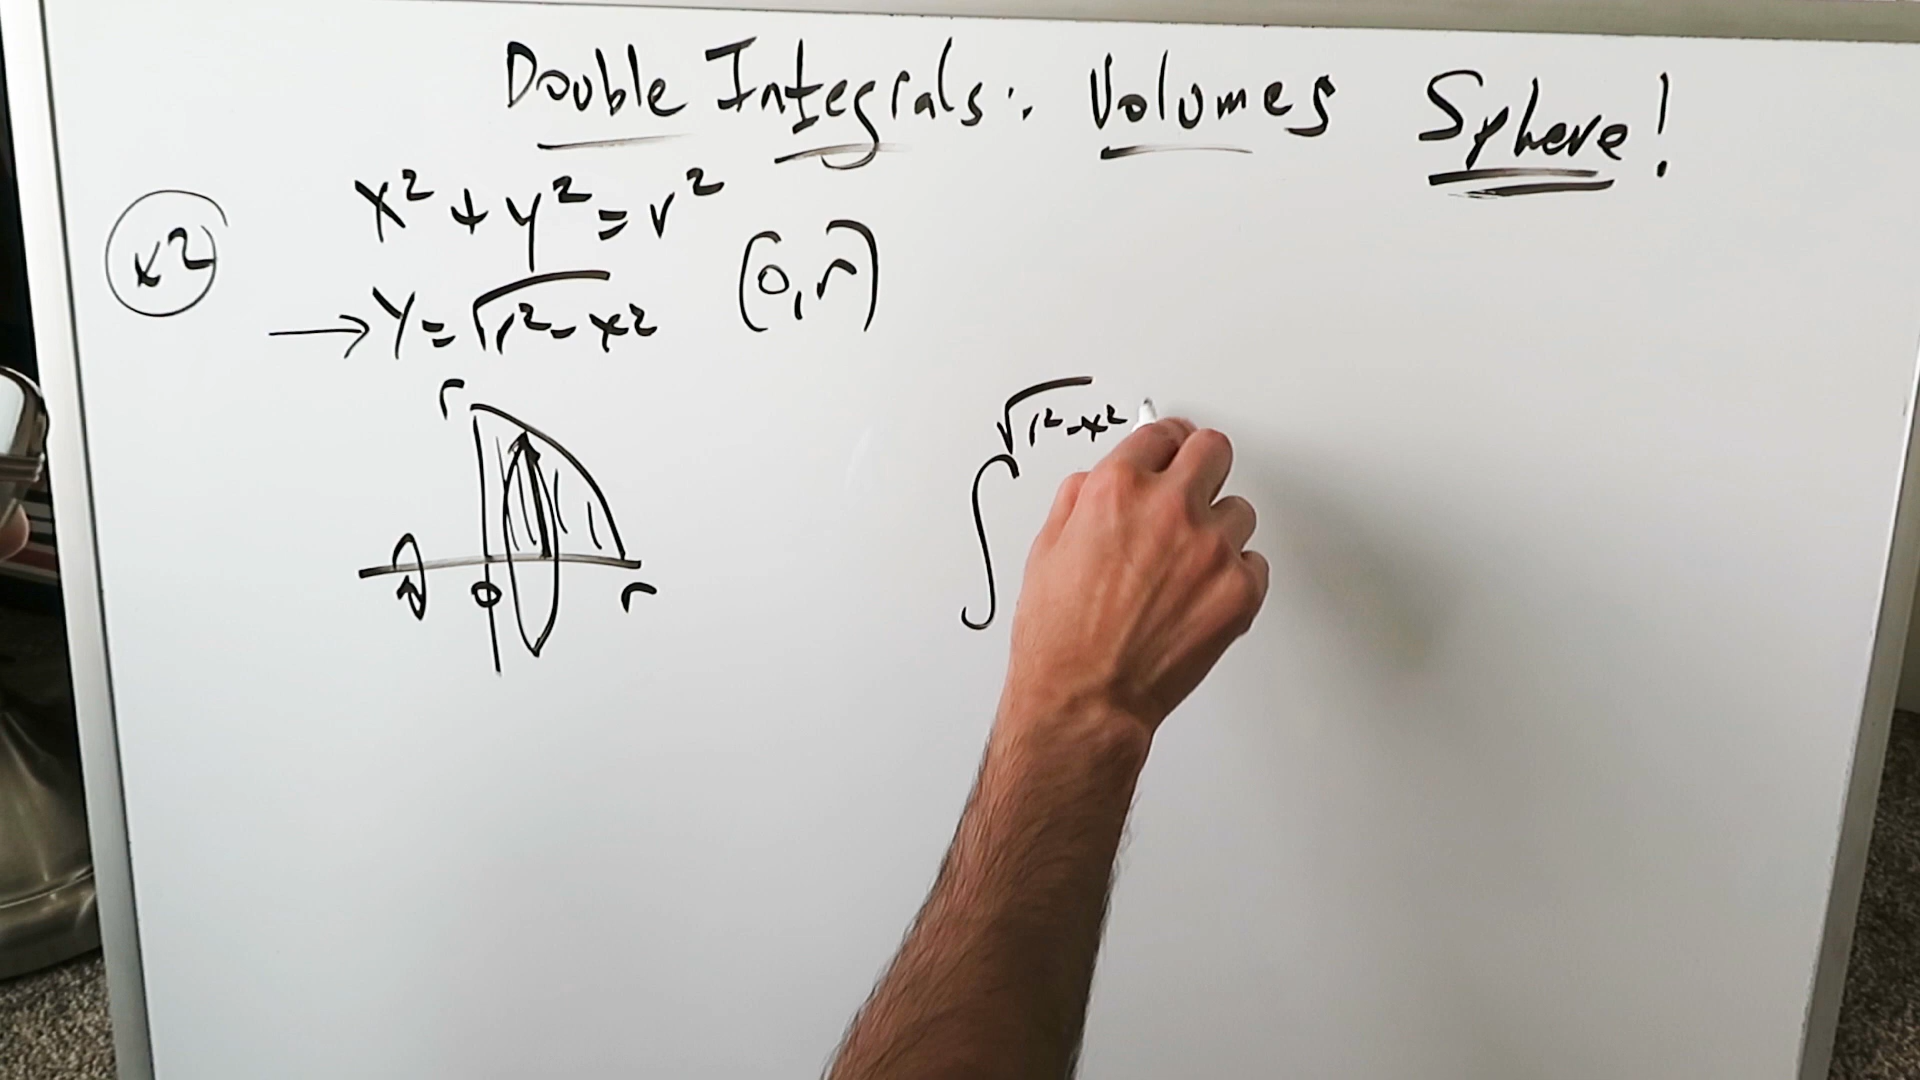 Double Integrals: Volumes Sphere!
x² + y² = r²
x2
(0, r)
→ y = √r² - x²
r
0
r
√r² - x²
∫